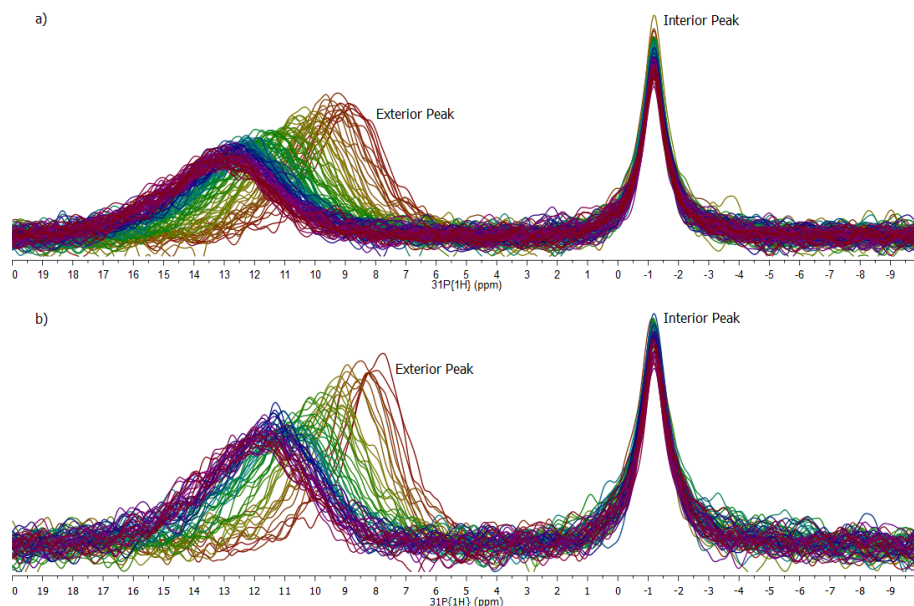 a)
Interior Peak
Exterior Peak
0 19 18 17 16 15 14 13 12 11 10 9 8 7 6 5 4 3 2 1 0 -1 -2 -3 -4 -5 -6 -7 -8 -9
31P{1H} (ppm)
b)
Interior Peak
Exterior Peak
0 19 18 17 16 15 14 13 12 11 10 9 8 7 6 5 4 3 2 1 0 -1 -2 -3 -4 -5 -6 -7 -8 -9
31P{1H} (ppm)